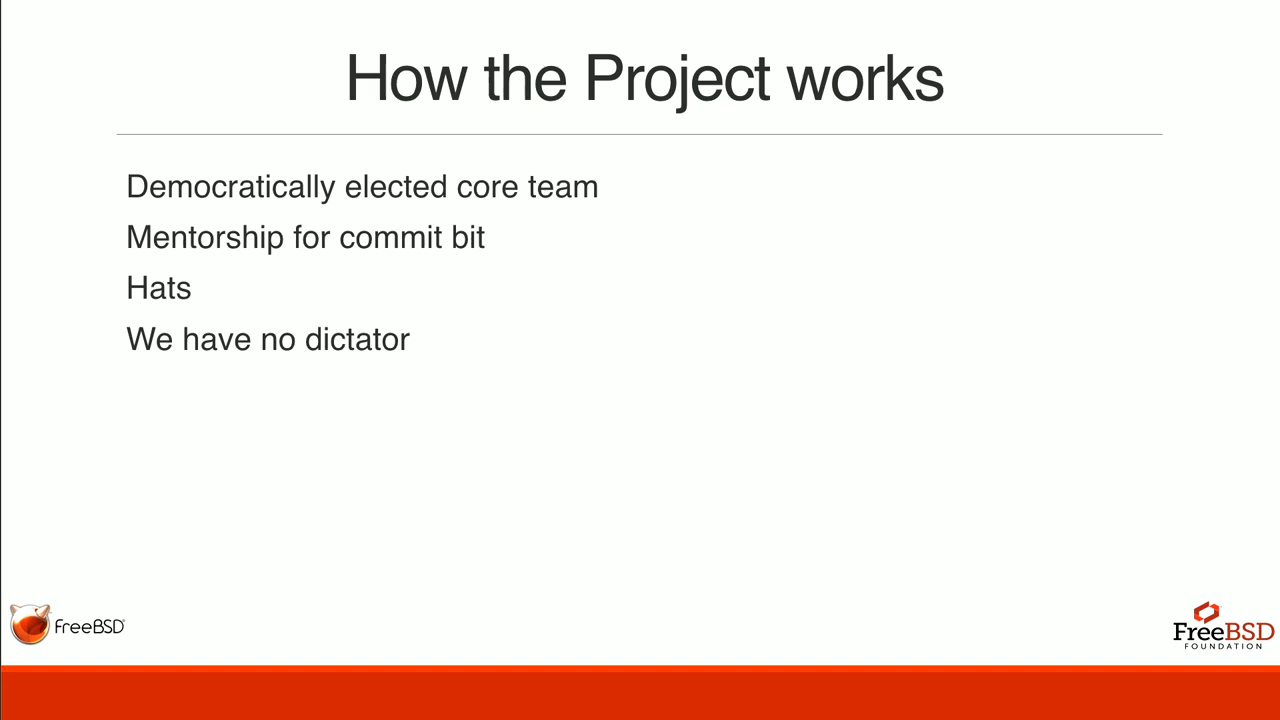 How the Project works
Democratically elected core team
Mentorship for commit bit
Hats
We have no dictator
FreeBSD
FreeBSD
FOUNDATION